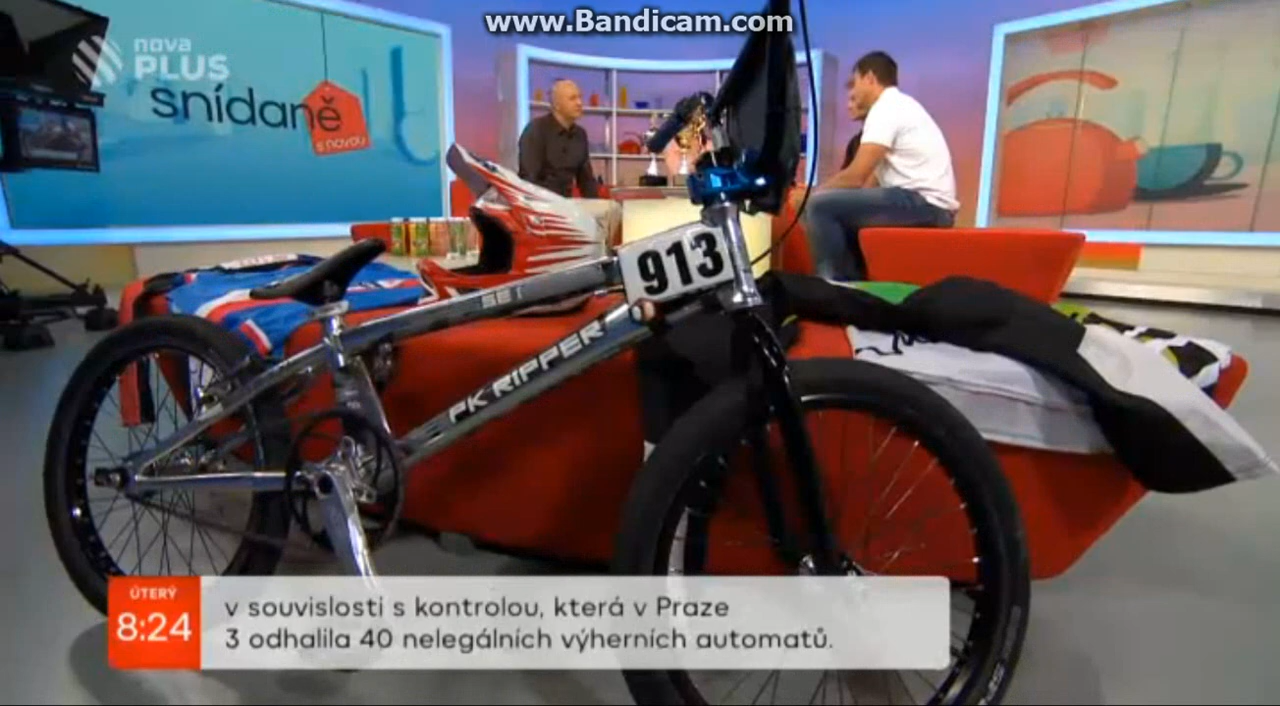 www.Bandicam.com
nova
PLUS
snídaně
s novou
913
SE
PK RIPPER
ÚTERÝ
8:24
v souvislosti s kontrolou, která v Praze
3 odhalila 40 nelegálních výherních automatů.